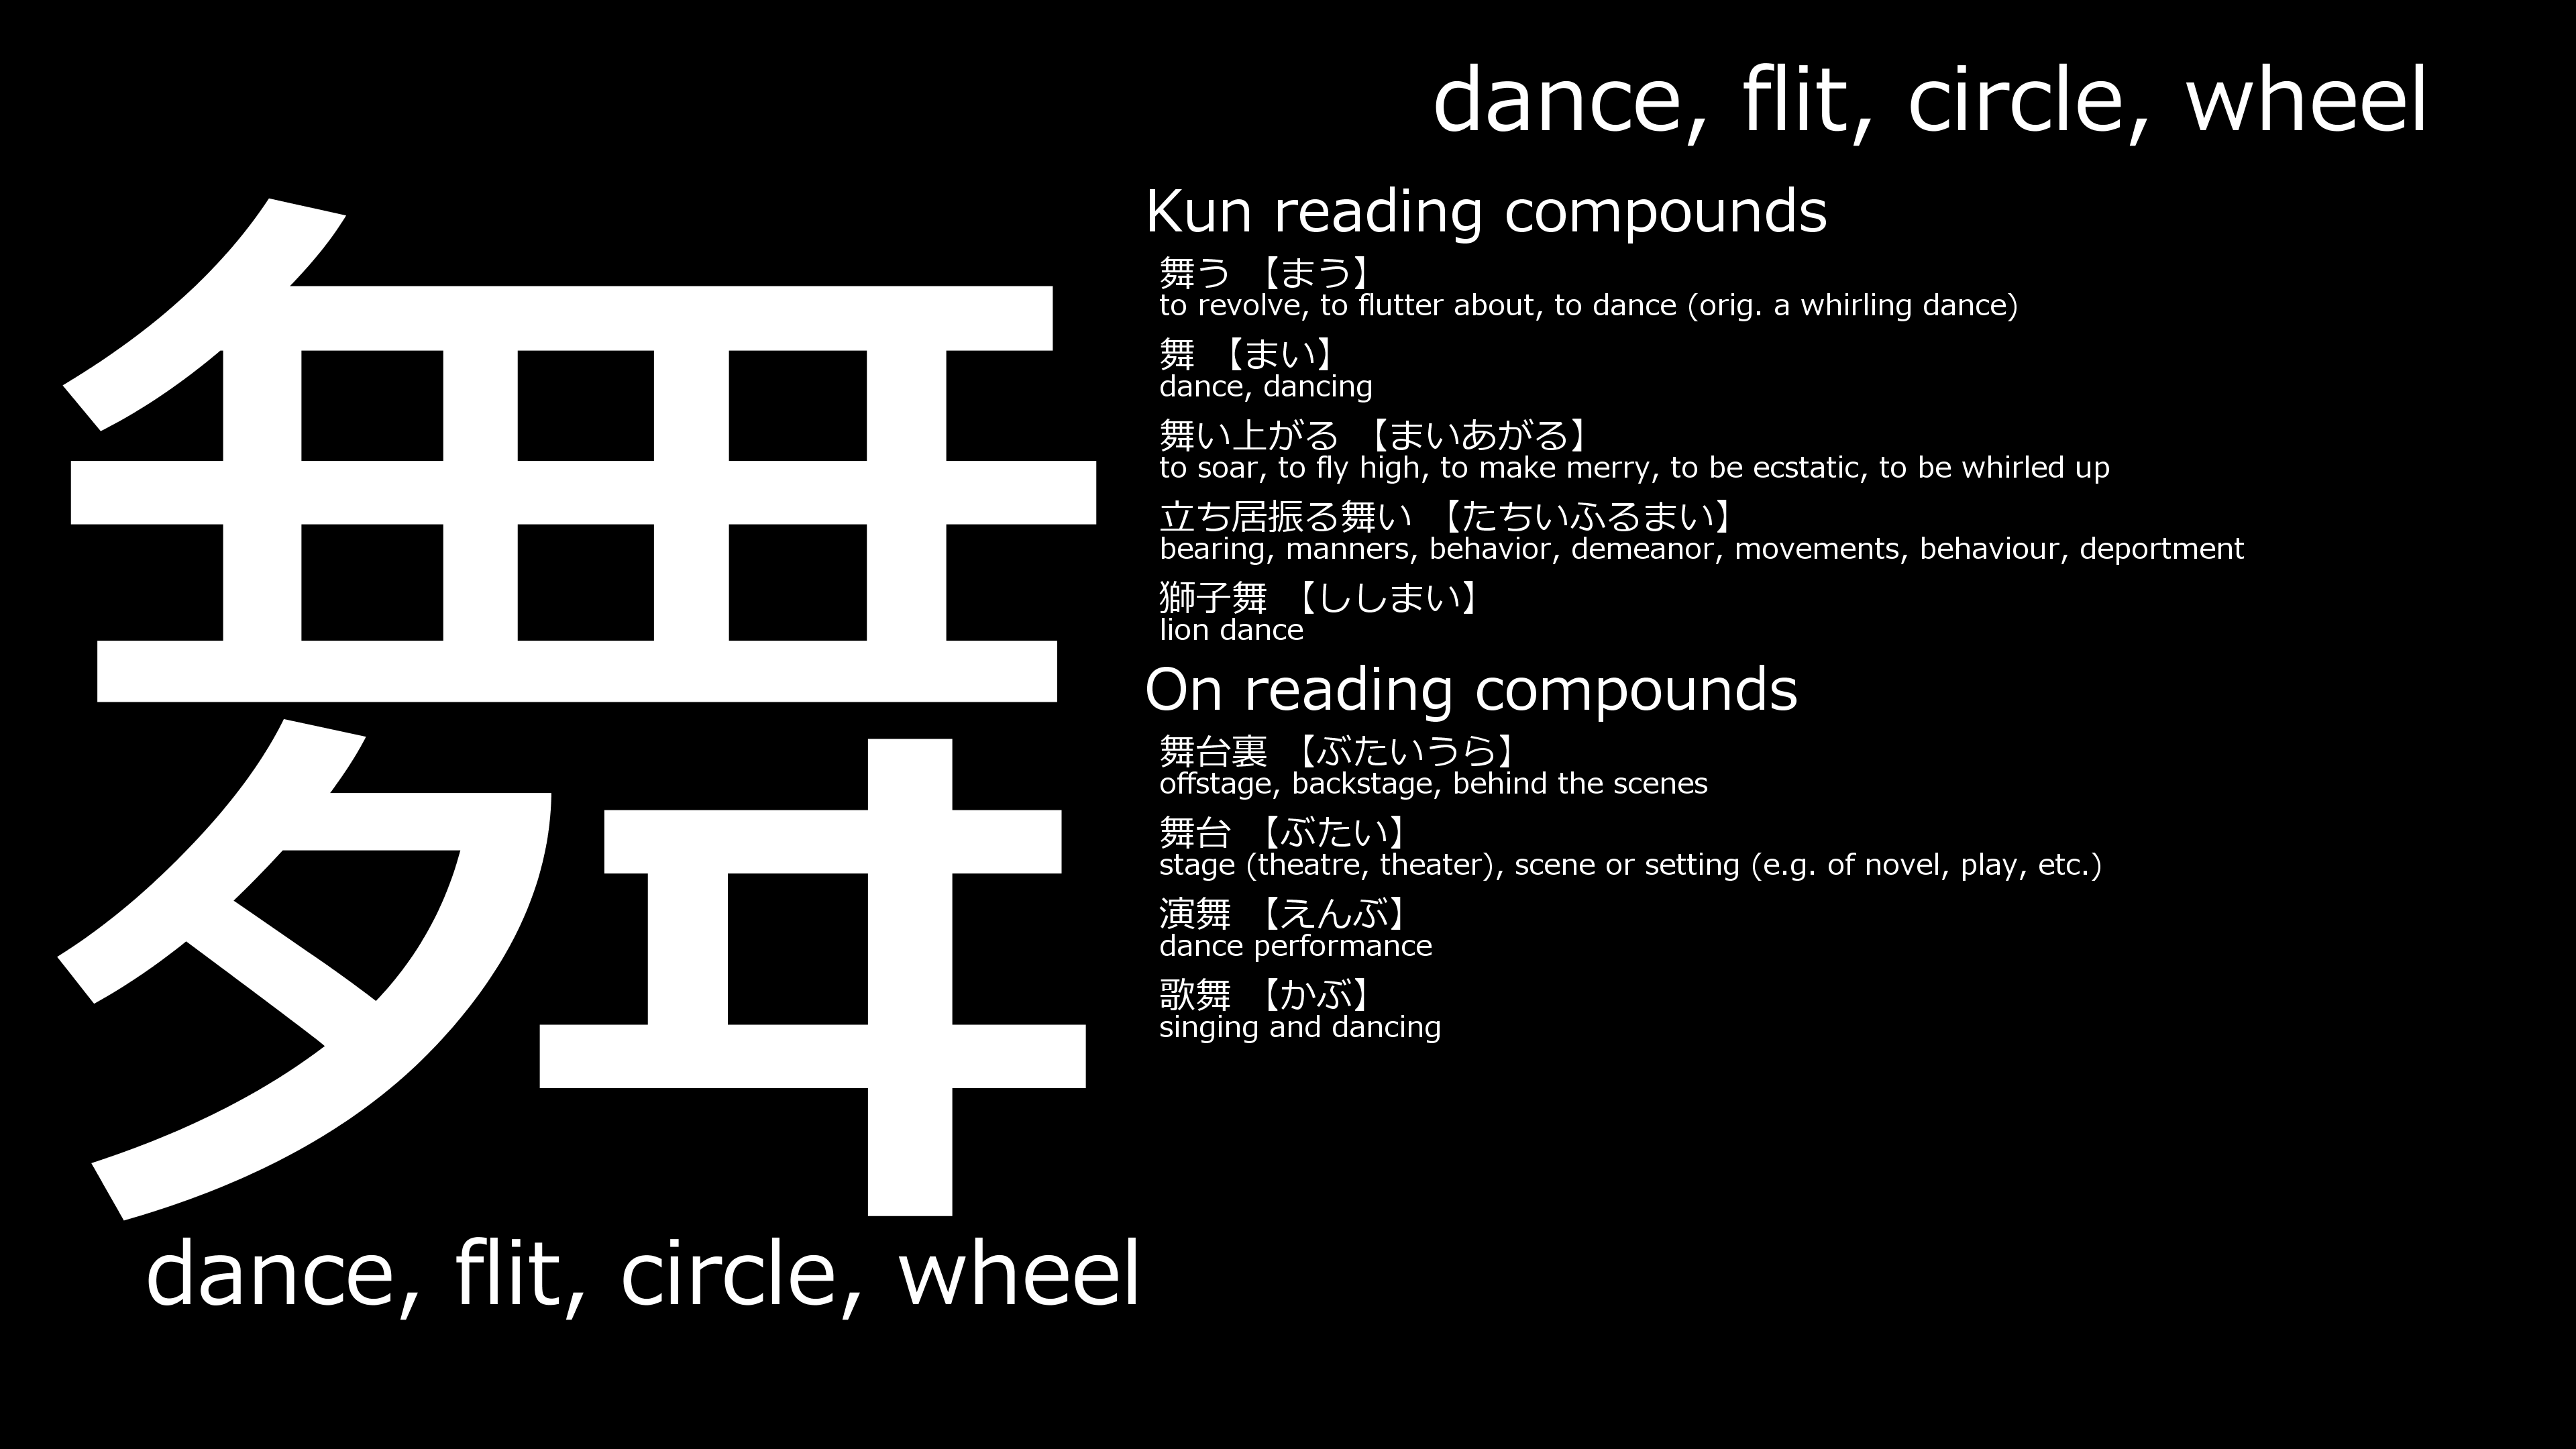 舞
dance, flit, circle, wheel
dance, flit, circle, wheel
Kun reading compounds
舞う 【まう】
to revolve, to flutter about, to dance (orig. a whirling dance)
舞 【まい】
dance, dancing
舞い上がる 【まいあがる】
to soar, to fly high, to make merry, to be ecstatic, to be whirled up
立ち居振る舞い 【たちいふるまい】
bearing, manners, behavior, demeanor, movements, behaviour, deportment
獅子舞 【ししまい】
lion dance
On reading compounds
舞台裏 【ぶたいうら】
offstage, backstage, behind the scenes
舞台 【ぶたい】
stage (theatre, theater), scene or setting (e.g. of novel, play, etc.)
演舞 【えんぶ】
dance performance
歌舞 【かぶ】
singing and dancing